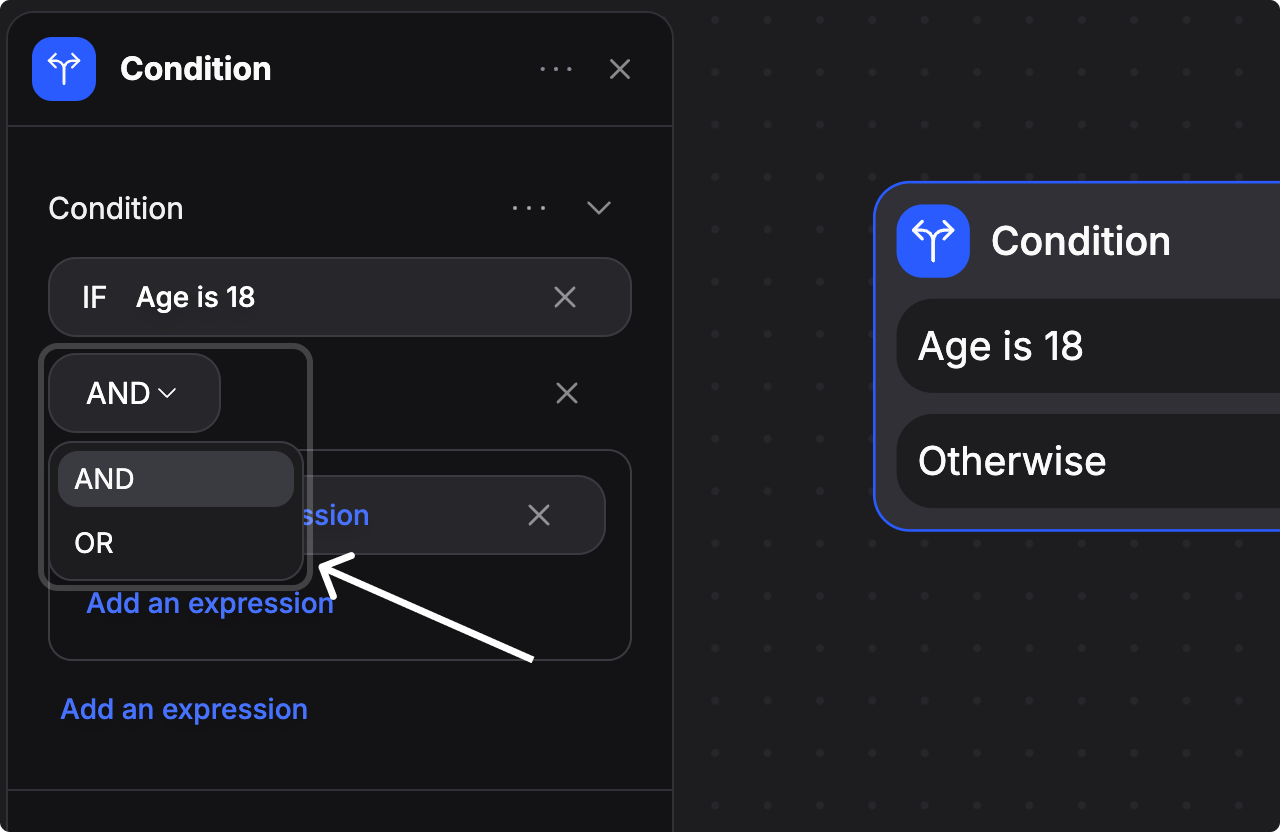 Condition
Condition
IF Age is 18
AND
AND
OR
Add an expression
Add an expression
Condition
Age is 18
Otherwise